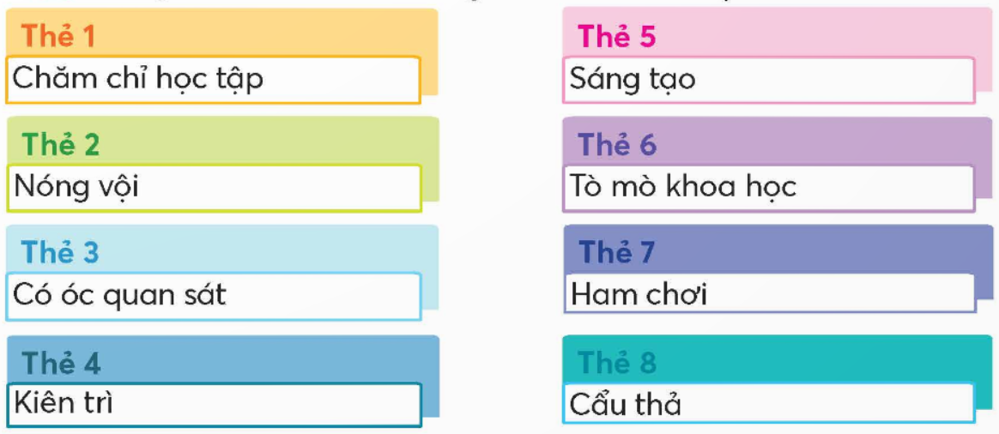 Thẻ 1
Chăm chỉ học tập
Thẻ 2
Nóng vội
Thẻ 3
Có óc quan sát
Thẻ 4
Kiên trì
Thẻ 5
Sáng tạo
Thẻ 6
Tò mò khoa học
Thẻ 7
Ham chơi
Thẻ 8
Cẩu thả